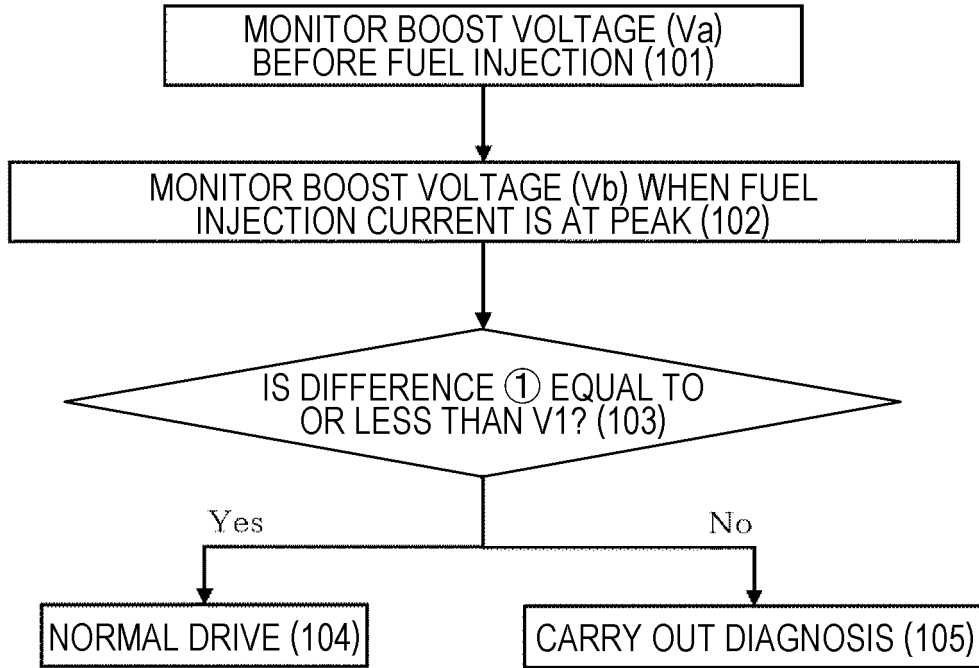 MONITOR BOOST VOLTAGE (Va)
BEFORE FUEL INJECTION (101)
MONITOR BOOST VOLTAGE (Vb) WHEN FUEL
INJECTION CURRENT IS AT PEAK (102)
IS DIFFERENCE ① EQUAL TO
OR LESS THAN V1? (103)
Yes
No
NORMAL DRIVE (104)
CARRY OUT DIAGNOSIS (105)